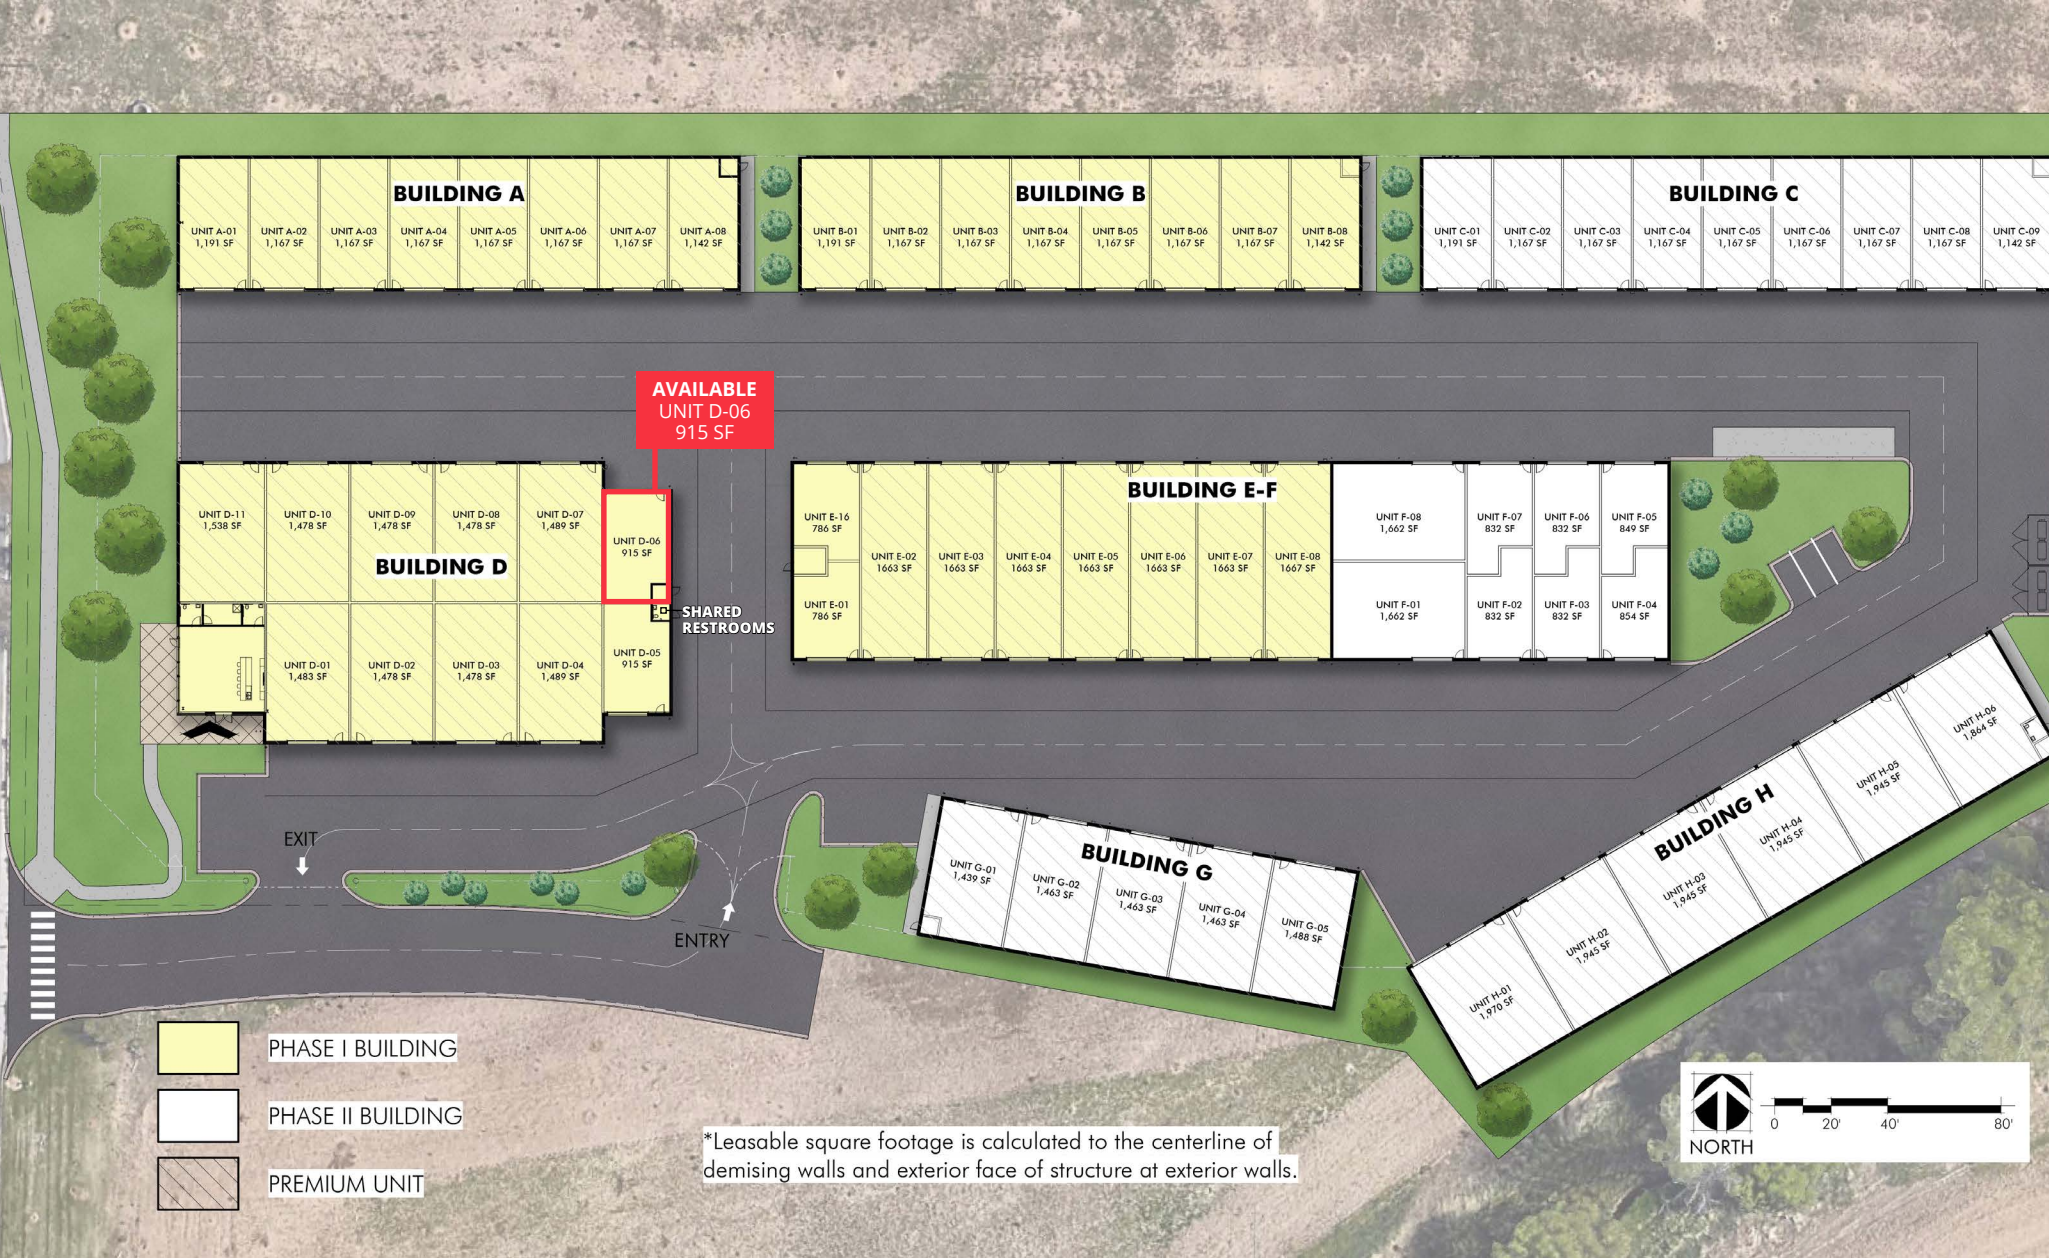 BUILDING A
UNIT A-01
1,191 SF
UNIT A-02
1,167 SF
UNIT A-03
1,167 SF
UNIT A-04
1,167 SF
UNIT A-05
1,167 SF
UNIT A-06
1,167 SF
UNIT A-07
1,167 SF
UNIT A-08
1,142 SF
BUILDING B
UNIT B-01
1,191 SF
UNIT B-02
1,167 SF
UNIT B-03
1,167 SF
UNIT B-04
1,167 SF
UNIT B-05
1,167 SF
UNIT B-06
1,167 SF
UNIT B-07
1,167 SF
UNIT B-08
1,142 SF
BUILDING C
UNIT C-01
1,191 SF
UNIT C-02
1,167 SF
UNIT C-03
1,167 SF
UNIT C-04
1,167 SF
UNIT C-05
1,167 SF
UNIT C-06
1,167 SF
UNIT C-07
1,167 SF
UNIT C-08
1,167 SF
UNIT C-09
1,142 SF
AVAILABLE
UNIT D-06
915 SF
UNIT D-11
1,538 SF
UNIT D-10
1,478 SF
UNIT D-09
1,478 SF
UNIT D-08
1,478 SF
UNIT D-07
1,489 SF
UNIT D-06
915 SF
BUILDING D
SHARED
RESTROOMS
UNIT D-01
1,483 SF
UNIT D-02
1,478 SF
UNIT D-03
1,478 SF
UNIT D-04
1,489 SF
UNIT D-05
915 SF
BUILDING E-F
UNIT E-16
786 SF
UNIT E-01
786 SF
UNIT E-02
1663 SF
UNIT E-03
1663 SF
UNIT E-04
1663 SF
UNIT E-05
1663 SF
UNIT E-06
1663 SF
UNIT E-07
1663 SF
UNIT E-08
1667 SF
UNIT F-08
1,662 SF
UNIT F-07
832 SF
UNIT F-06
832 SF
UNIT F-05
849 SF
UNIT F-01
1,662 SF
UNIT F-02
832 SF
UNIT F-03
832 SF
UNIT F-04
854 SF
EXIT
ENTRY
BUILDING G
UNIT G-01
1,439 SF
UNIT G-02
1,463 SF
UNIT G-03
1,463 SF
UNIT G-04
1,463 SF
UNIT G-05
1,488 SF
BUILDING H
UNIT H-01
1,970 SF
UNIT H-02
1,945 SF
UNIT H-03
1,945 SF
UNIT H-04
1,945 SF
UNIT H-05
1,945 SF
UNIT H-06
1,864 SF
PHASE I BUILDING
PHASE II BUILDING
PREMIUM UNIT
*Leasable square footage is calculated to the centerline of
demising walls and exterior face of structure at exterior walls.
NORTH
0 20' 40' 80'